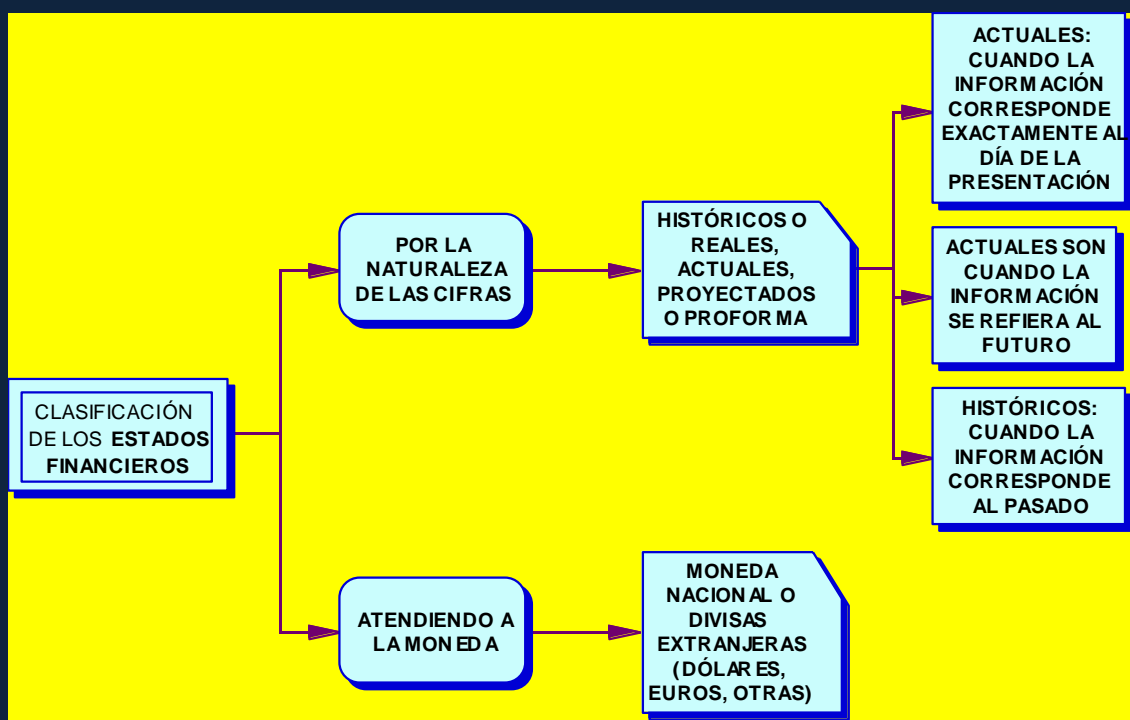 CLASIFICACIÓN
DE LOS ESTADOS
FINANCIEROS
POR LA
NATURALEZA
DE LAS CIFRAS
HISTÓRICOS O
REALES,
ACTUALES,
PROYECTADOS
O PROFORMA
ACTUALES:
CUANDO LA
INFORMACIÓN
CORRESPONDE
EXACTAMENTE AL
DÍA DE LA
PRESENTACIÓN
ACTUALES SON
CUANDO LA
INFORMACIÓN
SE REFIERA AL
FUTURO
HISTÓRICOS:
CUANDO LA
INFORMACIÓN
CORRESPONDE
AL PASADO
ATENDIENDO A
LA MONEDA
MONEDA
NACIONAL O
DIVISAS
EXTRANJERAS
(DÓLARES,
EUROS, OTRAS)